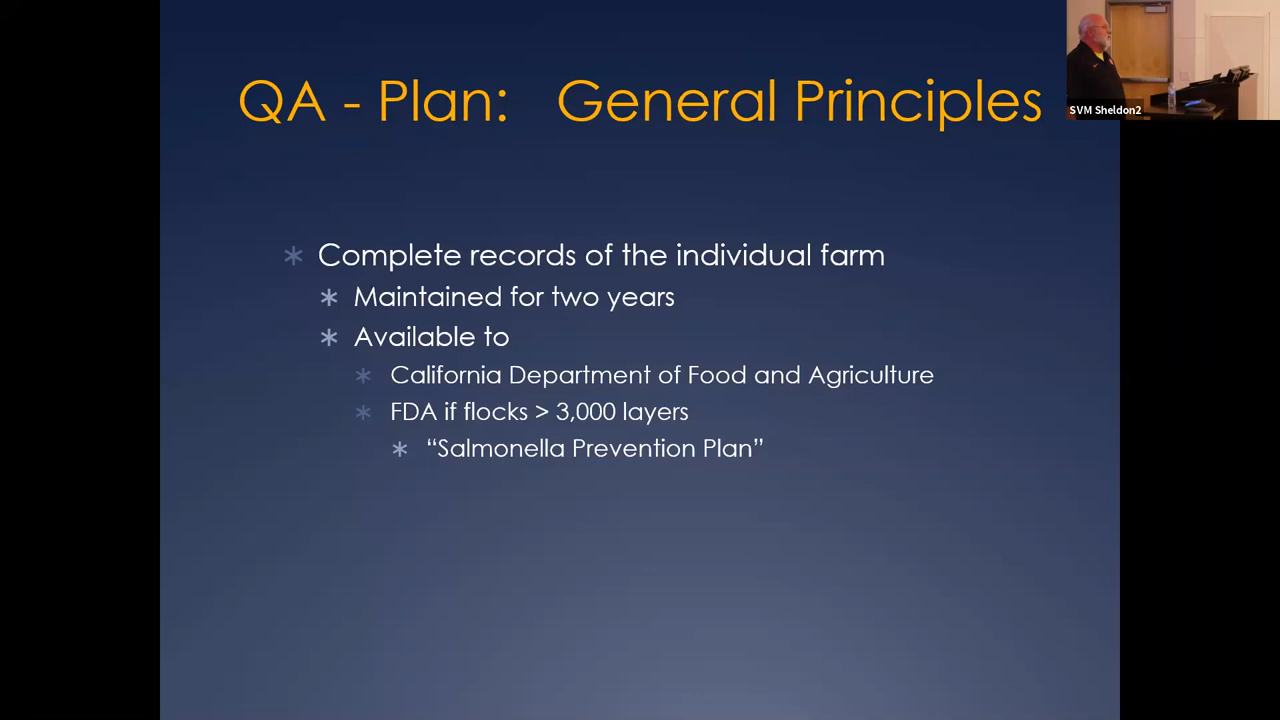 QA - Plan: General Principles
SVM Sheldon2
* Complete records of the individual farm
* Maintained for two years
* Available to
* California Department of Food and Agriculture
* FDA if flocks > 3,000 layers
* “Salmonella Prevention Plan”